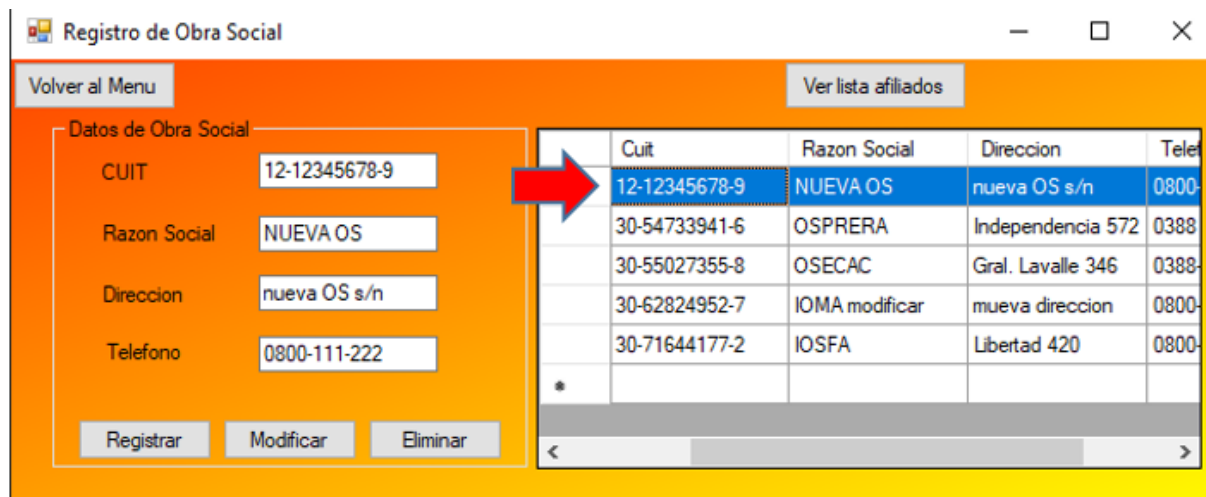 Registro de Obra Social
Volver al Menu
Ver lista afiliados
Datos de Obra Social
CUIT 12-12345678-9
Razon Social NUEVA OS
Direccion nueva OS s/n
Telefono 0800-111-222
Registrar Modificar Eliminar
Cuit Razon Social Direccion Telef
12-12345678-9 NUEVA OS nueva OS s/n 0800-
30-54733941-6 OSPRERA Independencia 572 0388
30-55027355-8 OSECAC Gral. Lavalle 346 0388-
30-62824952-7 IOMA modificar mueva direccion 0800-
30-71644177-2 IOSFA Libertad 420 0800-
*